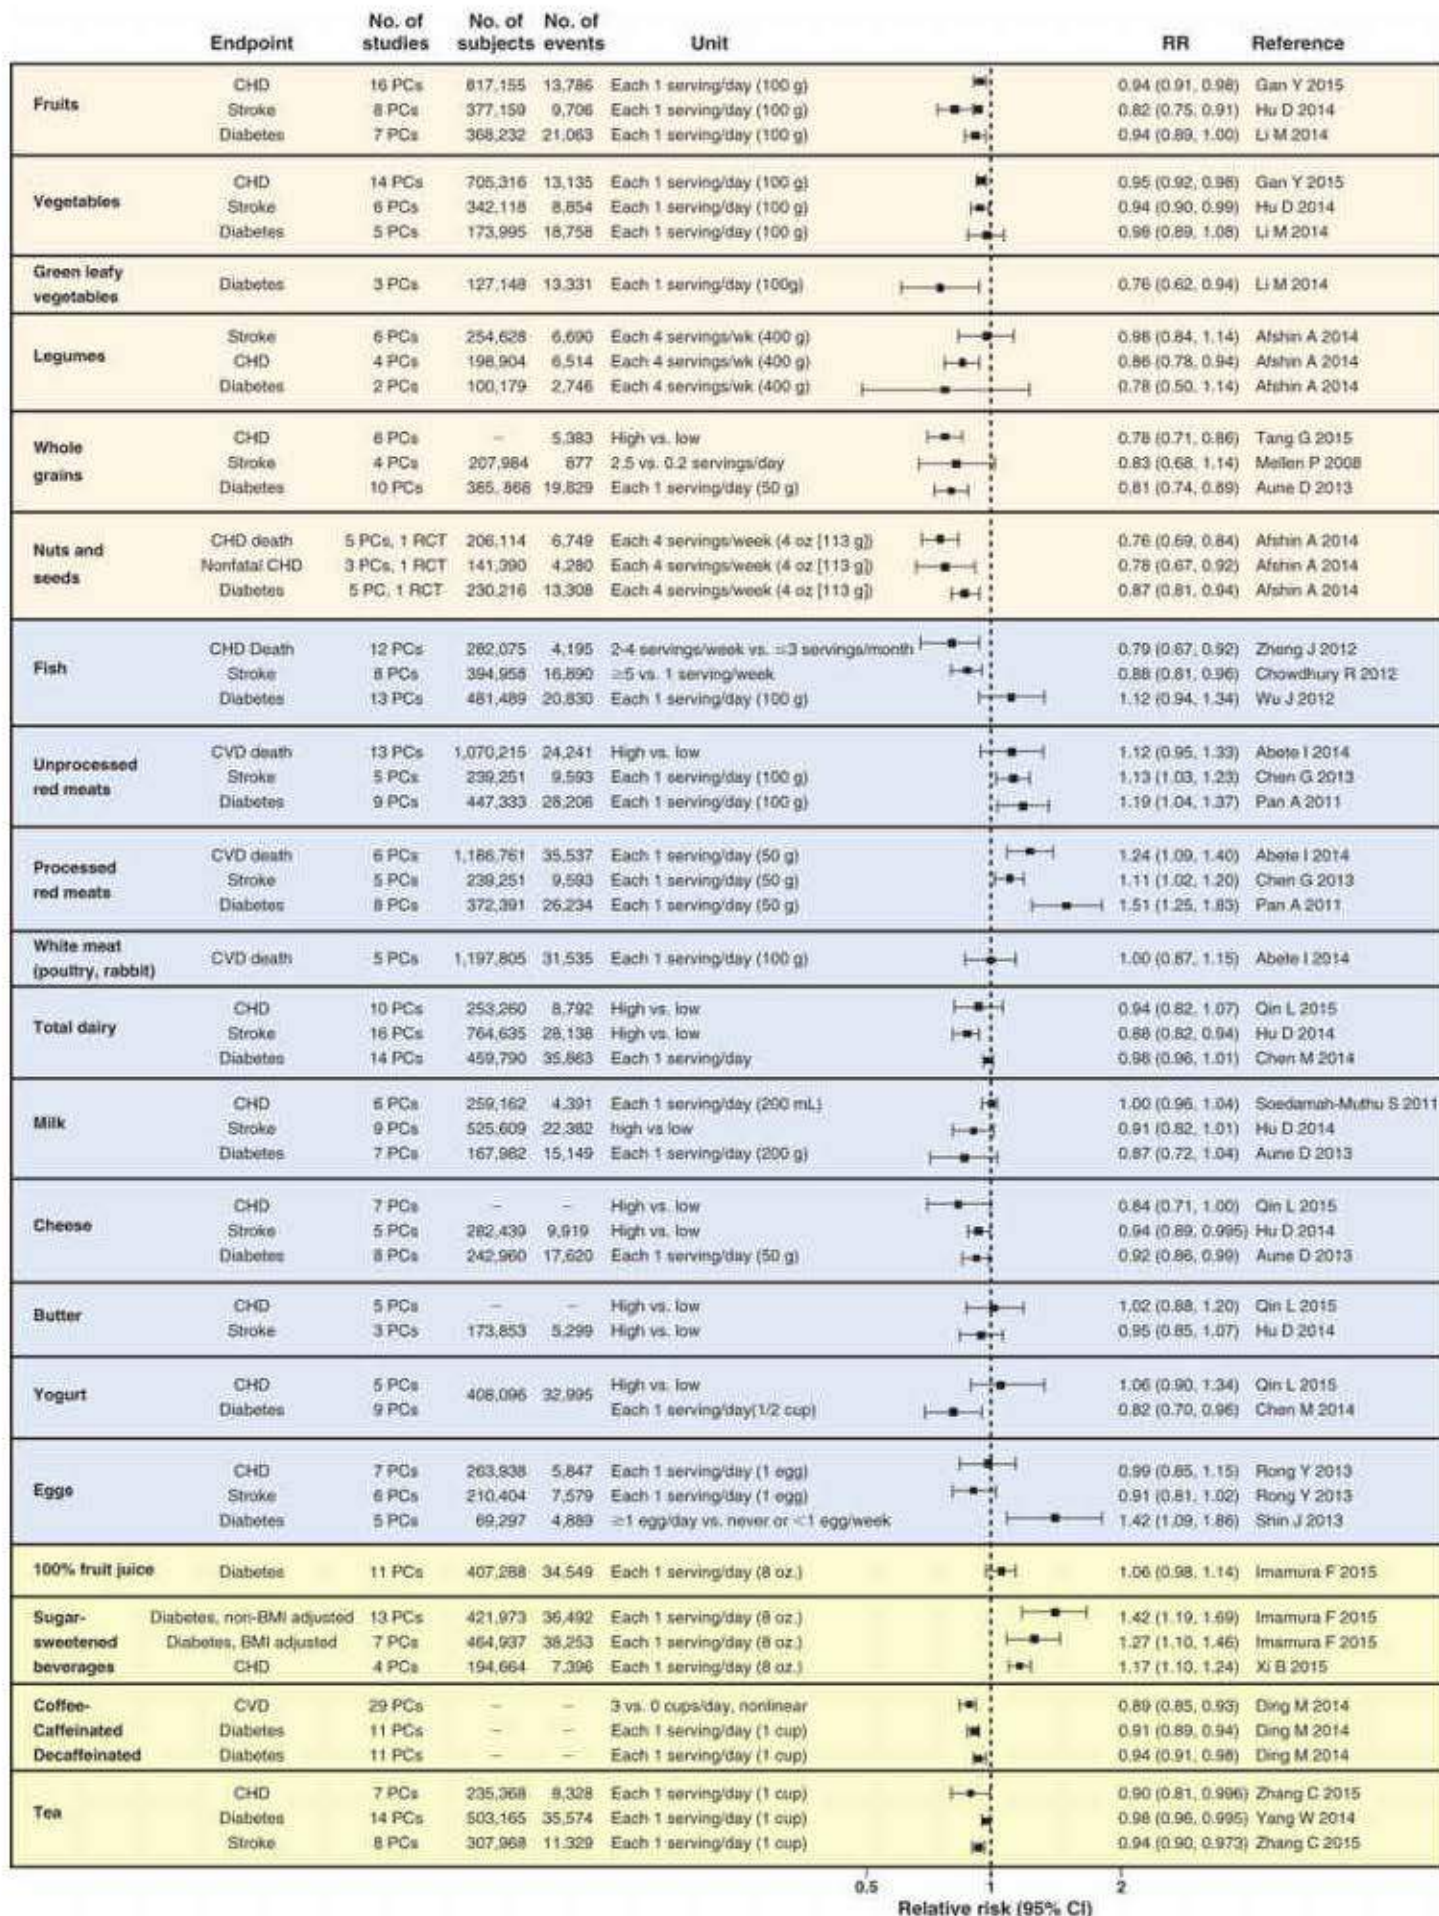 Endpoint No. of studies No. of subjects No. of events Unit RR Reference
Fruits
CHD 16 PCs 817,155 13,786 Each 1 serving/day (100 g) 0.94 (0.91, 0.98) Gan Y 2015
Stroke 8 PCs 377,159 9,706 Each 1 serving/day (100 g) 0.82 (0.75, 0.91) Hu D 2014
Diabetes 7 PCs 368,232 21,063 Each 1 serving/day (100 g) 0.94 (0.89, 1.00) Li M 2014
Vegetables
CHD 14 PCs 705,316 13,135 Each 1 serving/day (100 g) 0.95 (0.92, 0.98) Gan Y 2015
Stroke 6 PCs 342,118 8,854 Each 1 serving/day (100 g) 0.94 (0.90, 0.99) Hu D 2014
Diabetes 5 PCs 173,995 18,758 Each 1 serving/day (100 g) 0.98 (0.89, 1.08) Li M 2014
Green leafy vegetables
Diabetes 3 PCs 127,148 13,331 Each 1 serving/day (100g) 0.76 (0.62, 0.94) Li M 2014
Legumes
Stroke 6 PCs 254,628 6,690 Each 4 servings/wk (400 g) 0.98 (0.84, 1.14) Afshin A 2014
CHD 4 PCs 198,904 6,514 Each 4 servings/wk (400 g) 0.86 (0.78, 0.94) Afshin A 2014
Diabetes 2 PCs 100,179 2,746 Each 4 servings/wk (400 g) 0.78 (0.50, 1.14) Afshin A 2014
Whole grains
CHD 6 PCs – 5,383 High vs. low 0.78 (0.71, 0.86) Tang G 2015
Stroke 4 PCs 207,984 677 2.5 vs. 0.2 servings/day 0.83 (0.68, 1.14) Mellen P 2008
Diabetes 10 PCs 385, 868 19,829 Each 1 serving/day (50 g) 0.81 (0.74, 0.89) Aune D 2013
Nuts and seeds
CHD death 5 PCs, 1 RCT 206,114 6,749 Each 4 servings/week (4 oz [113 g]) 0.76 (0.69, 0.84) Afshin A 2014
Nonfatal CHD 3 PCs, 1 RCT 141,390 4,280 Each 4 servings/week (4 oz [113 g]) 0.78 (0.67, 0.92) Afshin A 2014
Diabetes 5 PC, 1 RCT 230,216 13,308 Each 4 servings/week (4 oz [113 g]) 0.87 (0.81, 0.94) Afshin A 2014
Fish
CHD Death 12 PCs 282,075 4,195 2-4 servings/week vs. ≤3 servings/month 0.79 (0.67, 0.92) Zheng J 2012
Stroke 8 PCs 394,958 16,890 ≥5 vs. 1 serving/week 0.88 (0.81, 0.96) Chowdhury R 2012
Diabetes 13 PCs 481,489 20,830 Each 1 serving/day (100 g) 1.12 (0.94, 1.34) Wu J 2012
Unprocessed red meats
CVD death 13 PCs 1,070,215 24,241 High vs. low 1.12 (0.95, 1.33) Abete I 2014
Stroke 5 PCs 239,251 9,593 Each 1 serving/day (100 g) 1.13 (1.03, 1.23) Chen G 2013
Diabetes 9 PCs 447,333 28,206 Each 1 serving/day (100 g) 1.19 (1.04, 1.37) Pan A 2011
Processed red meats
CVD death 6 PCs 1,186,761 35,537 Each 1 serving/day (50 g) 1.24 (1.09, 1.40) Abete I 2014
Stroke 5 PCs 239,251 9,593 Each 1 serving/day (50 g) 1.11 (1.02, 1.20) Chen G 2013
Diabetes 8 PCs 372,391 26,234 Each 1 serving/day (50 g) 1.51 (1.25, 1.83) Pan A 2011
White meat (poultry, rabbit)
CVD death 5 PCs 1,197,805 31,535 Each 1 serving/day (100 g) 1.00 (0.87, 1.15) Abete I 2014
Total dairy
CHD 10 PCs 253,260 8,792 High vs. low 0.94 (0.82, 1.07) Qin L 2015
Stroke 16 PCs 764,635 28,138 High vs. low 0.88 (0.82, 0.94) Hu D 2014
Diabetes 14 PCs 459,790 35,863 Each 1 serving/day 0.98 (0.96, 1.01) Chen M 2014
Milk
CHD 6 PCs 259,162 4,391 Each 1 serving/day (200 mL) 1.00 (0.96, 1.04) Soedamah-Muthu S 2011
Stroke 9 PCs 525,609 22,382 high vs low 0.91 (0.82, 1.01) Hu D 2014
Diabetes 7 PCs 167,982 15,149 Each 1 serving/day (200 g) 0.87 (0.72, 1.04) Aune D 2013
Cheese
CHD 7 PCs – – High vs. low 0.84 (0.71, 1.00) Qin L 2015
Stroke 5 PCs 282,439 9,919 High vs. low 0.94 (0.89, 0.995) Hu D 2014
Diabetes 8 PCs 242,960 17,620 Each 1 serving/day (50 g) 0.92 (0.86, 0.99) Aune D 2013
Butter
CHD 5 PCs – – High vs. low 1.02 (0.88, 1.20) Qin L 2015
Stroke 3 PCs 173,853 5,299 High vs. low 0.95 (0.85, 1.07) Hu D 2014
Yogurt
CHD 5 PCs High vs. low 1.06 (0.90, 1.34) Qin L 2015
408,096 32,995
Diabetes 9 PCs Each 1 serving/day(1/2 cup) 0.82 (0.70, 0.96) Chen M 2014
Eggs
CHD 7 PCs 263,938 5,847 Each 1 serving/day (1 egg) 0.99 (0.85, 1.15) Rong Y 2013
Stroke 6 PCs 210,404 7,579 Each 1 serving/day (1 egg) 0.91 (0.81, 1.02) Rong Y 2013
Diabetes 5 PCs 69,297 4,889 ≥1 egg/day vs. never or <1 egg/week 1.42 (1.09, 1.86) Shin J 2013
100% fruit juice Diabetes 11 PCs 407,288 34,549 Each 1 serving/day (8 oz.) 1.06 (0.98, 1.14) Imamura F 2015
Sugar- Diabetes, non-BMI adjusted 13 PCs 421,973 36,492 Each 1 serving/day (8 oz.) 1.42 (1.19, 1.69) Imamura F 2015
sweetened Diabetes, BMI adjusted 7 PCs 464,937 38,253 Each 1 serving/day (8 oz.) 1.27 (1.10, 1.46) Imamura F 2015
beverages CHD 4 PCs 194,664 7,396 Each 1 serving/day (8 oz.) 1.17 (1.10, 1.24) Xi B 2015
Coffee- CVD 29 PCs – – 3 vs. 0 cups/day, nonlinear 0.89 (0.85, 0.93) Ding M 2014
Caffeinated Diabetes 11 PCs – – Each 1 serving/day (1 cup) 0.91 (0.89, 0.94) Ding M 2014
Decaffeinated Diabetes 11 PCs – – Each 1 serving/day (1 cup) 0.94 (0.91, 0.98) Ding M 2014
Tea
CHD 7 PCs 235,368 8,328 Each 1 serving/day (1 cup) 0.90 (0.81, 0.996) Zhang C 2015
Diabetes 14 PCs 503,165 35,574 Each 1 serving/day (1 cup) 0.98 (0.96, 0.995) Yang W 2014
Stroke 8 PCs 307,968 11,329 Each 1 serving/day (1 cup) 0.94 (0.90, 0.973) Zhang C 2015
0.5 1 2
Relative risk (95% CI)